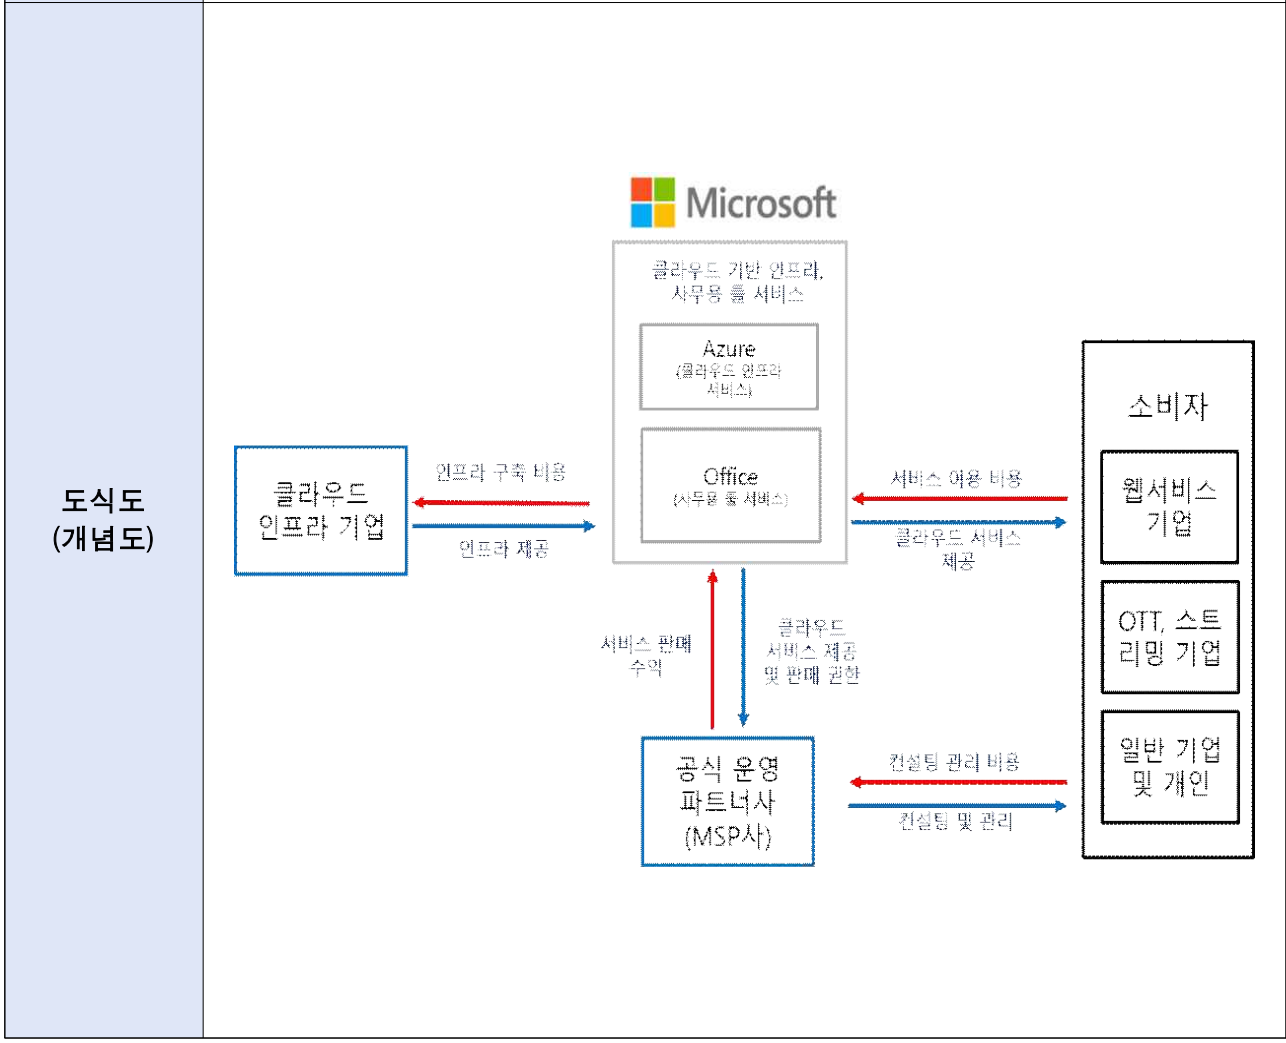 도식도
(개념도)
Microsoft
클라우드 기반 인프라,
사무용 툴 서비스
Azure
(클라우드 인프라
서비스)
Office
(사무용 툴 서비스)
클라우드
인프라 기업
인프라 구축 비용
인프라 제공
서비스 이용 비용
클라우드 서비스
제공
서비스 판매
수익
클라우드
서비스 제공
및 판매 권한
공식 운영
파트너사
(MSP사)
컨설팅 관리 비용
컨설팅 및 관리
소비자
웹서비스
기업
OTT, 스트
리밍 기업
일반 기업
및 개인